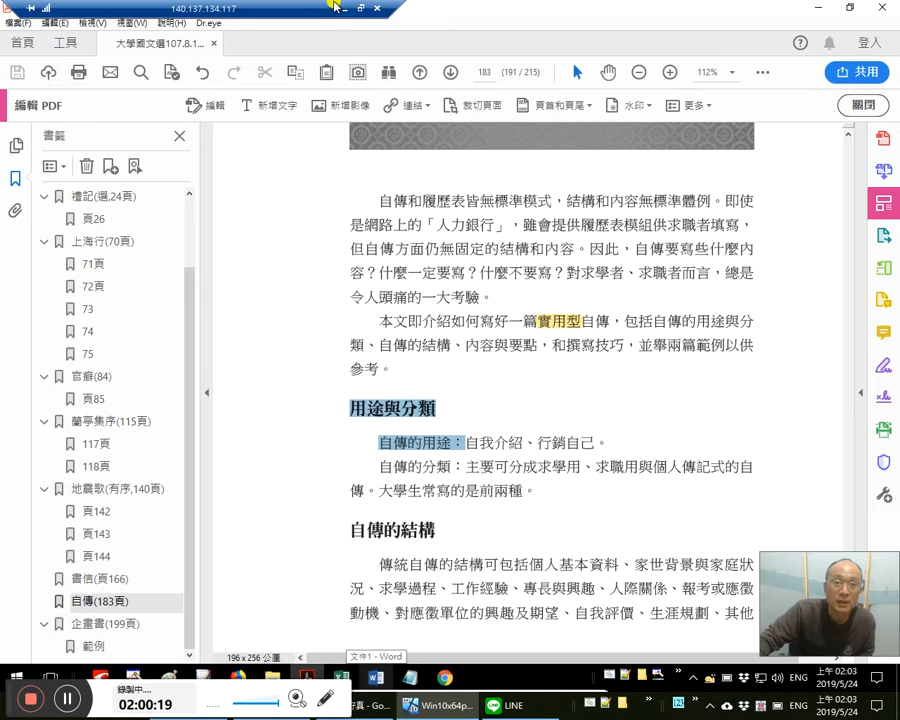 140.137.134.117
檔案(F) 編輯(E) 檢視(V) 視窗(W) 說明(H) Dr.eye
首頁 工具 大學國文選107.8.1... × 登入
183 (191 / 215) 112% 共用
編輯 PDF 編輯 新增文字 新增影像 連結 裁切頁面 頁首和頁尾 浮水印 更多 關閉
書籤
禮記(選,24頁)
頁26
上海行(70頁)
71頁
72頁
73
74
75
官癖(84)
頁85
蘭亭集序(115頁)
117頁
118頁
地震歌(有序,140頁)
頁142
頁143
頁144
書信(頁166)
自傳(183頁)
企畫書(199頁)
範例
自傳和履歷表皆無標準模式，結構和內容無標準體例。即使
是網路上的「人力銀行」，雖會提供履歷表模組供求職者填寫，
但自傳方面仍無固定的結構和內容。因此，自傳要寫些什麼內
容？什麼一定要寫？什麼不要寫？對求學者、求職者而言，總是
令人頭痛的一大考驗。
本文即介紹如何寫好一篇實用型自傳，包括自傳的用途與分
類、自傳的結構、內容與要點，和撰寫技巧，並舉兩篇範例以供
參考。
用途與分類
自傳的用途：自我介紹、行銷自己。
自傳的分類：主要可分成求學用、求職用與個人傳記式的自
傳。大學生常寫的是前兩種。
自傳的結構
傳統自傳的結構可包括個人基本資料、家世背景與家庭狀
況、求學過程、工作經驗、專長與興趣、人際關係、報考或應徵
動機、對應徵單位的興趣及期望、自我評價、生涯規劃、其他
196 x 256 公釐
文件1 - Word
ENG 上午 02:03
2019/5/24
錄製中...
02:00:19
Go... Win10x64p... LINE
ENG 上午 02:03
2019/5/24